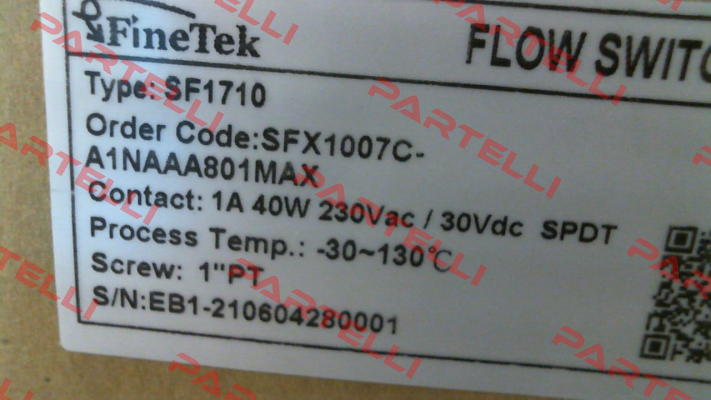 FineTek
FLOW SWITC
Type: SF1710
Order Code:SFX1007C-
A1NAAA801MAX
Contact: 1A 40W 230Vac / 30Vdc SPDT
Process Temp.: -30~130℃
Screw: 1"PT
S/N:EB1-210604280001
PARTELLI
PARTELLI
PARTELLI
PARTELLI
PARTELLI
PARTELLI